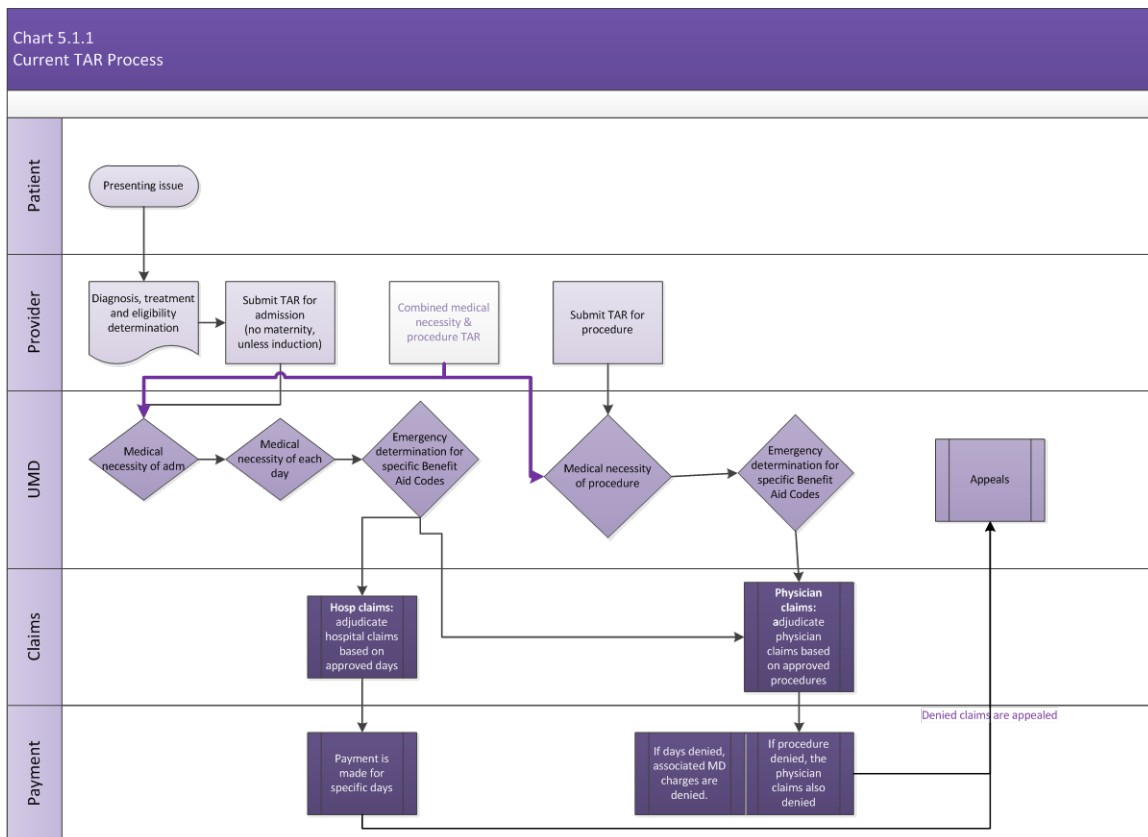 Chart 5.1.1
Current TAR Process
Patient
Presenting issue
Provider
Diagnosis, treatment
and eligibility
determination
Submit TAR for
admission
(no maternity,
unless induction)
Combined medical
necessity &
procedure TAR
Submit TAR for
procedure
UMD
Medical
necessity of adm
Medical
necessity of each
day
Emergency
determination for
specific Benefit
Aid Codes
Medical necessity
of procedure
Emergency
determination for
specific Benefit
Aid Codes
Appeals
Claims
Hosp claims:
adjudicate
hospital claims
based on
approved days
Physician
claims:
adjudicate
physician
claims based
on approved
procedures
Payment
Payment is
made for
specific days
If days denied,
associated MD
charges are
denied.
If procedure
denied, the
physician
claims also
denied
Denied claims are appealed